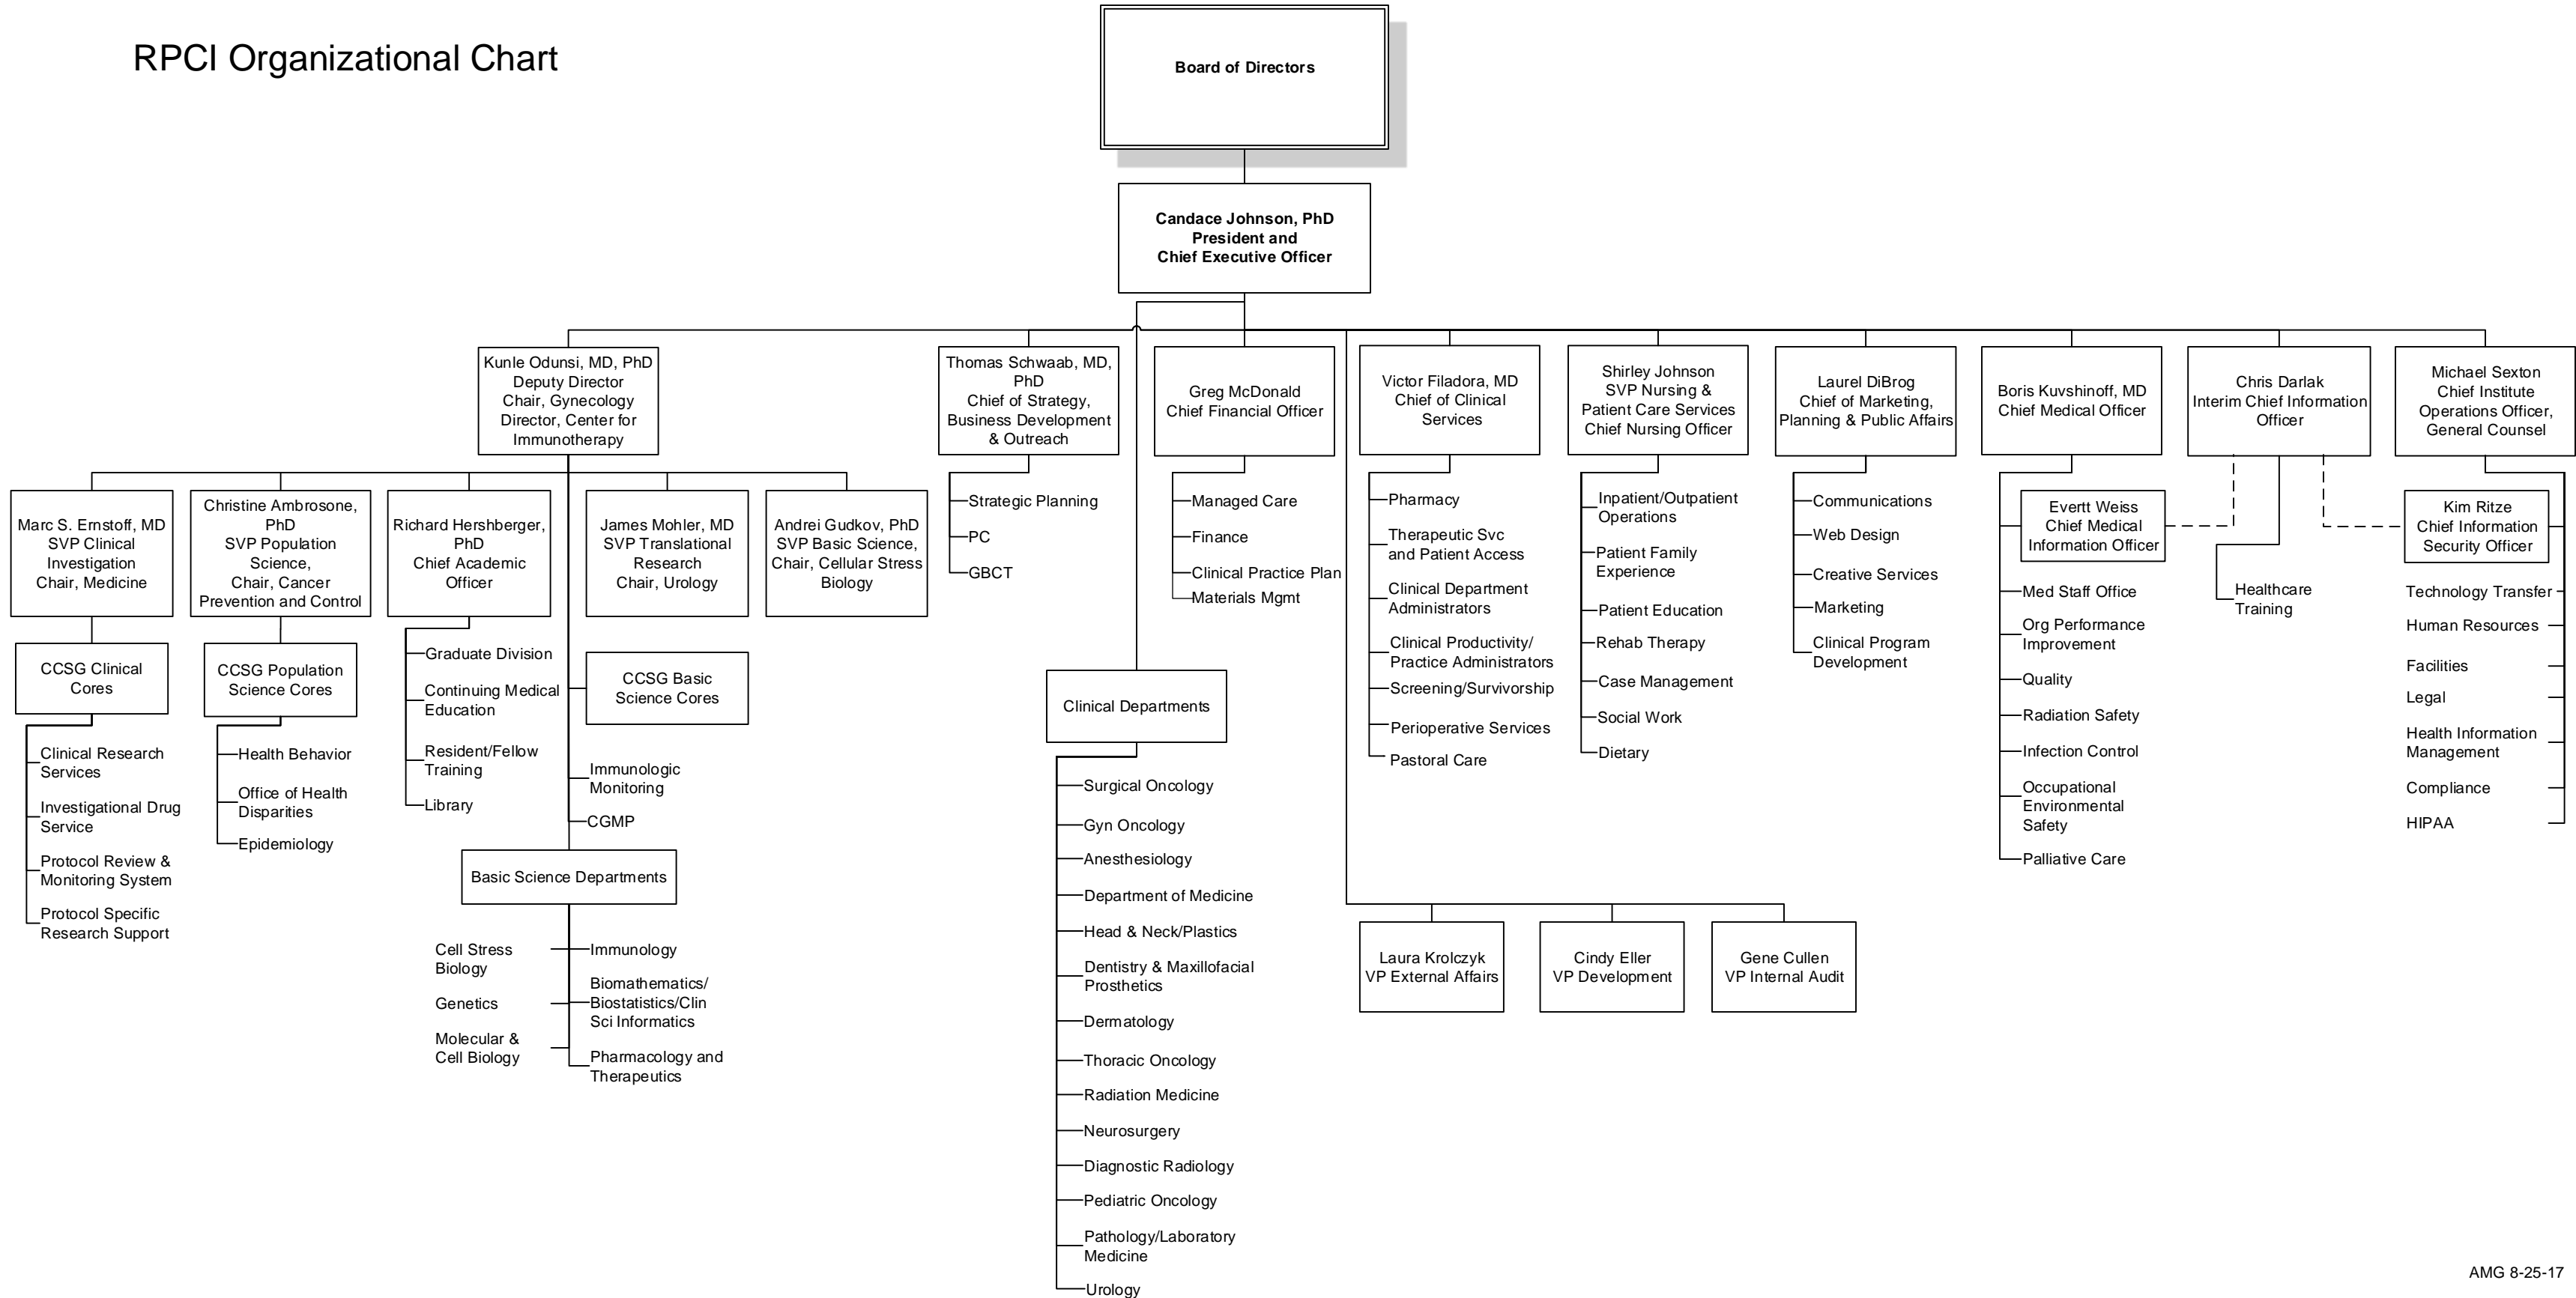 RPCI Organizational Chart
Board of Directors
Candace Johnson, PhD
President and
Chief Executive Officer
Kunle Odunsi, MD, PhD
Deputy Director
Chair, Gynecology
Director, Center for
Immunotherapy
Thomas Schwaab, MD,
PhD
Chief of Strategy,
Business Development
& Outreach
Greg McDonald
Chief Financial Officer
Victor Filadora, MD
Chief of Clinical
Services
Shirley Johnson
SVP Nursing &
Patient Care Services
Chief Nursing Officer
Laurel DiBrog
Chief of Marketing,
Planning & Public Affairs
Boris Kuvshinoff, MD
Chief Medical Officer
Chris Darlak
Interim Chief Information
Officer
Michael Sexton
Chief Institute
Operations Officer,
General Counsel
Marc S. Ernstoff, MD
SVP Clinical
Investigation
Chair, Medicine
Christine Ambrosone,
PhD
SVP Population
Science,
Chair, Cancer
Prevention and Control
Richard Hershberger,
PhD
Chief Academic
Officer
James Mohler, MD
SVP Translational
Research
Chair, Urology
Andrei Gudkov, PhD
SVP Basic Science,
Chair, Cellular Stress
Biology
CCSG Clinical
Cores
Clinical Research
Services
Investigational Drug
Service
Protocol Review &
Monitoring System
Protocol Specific
Research Support
CCSG Population
Science Cores
Health Behavior
Office of Health
Disparities
Epidemiology
Graduate Division
Continuing Medical
Education
Resident/Fellow
Training
Library
CCSG Basic
Science Cores
Immunologic
Monitoring
CGMP
Basic Science Departments
Cell Stress
Biology
Genetics
Molecular &
Cell Biology
Immunology
Biomathematics/
Biostatistics/Clin
Sci Informatics
Pharmacology and
Therapeutics
Strategic Planning
PC
GBCT
Clinical Departments
Surgical Oncology
Gyn Oncology
Anesthesiology
Department of Medicine
Head & Neck/Plastics
Dentistry & Maxillofacial
Prosthetics
Dermatology
Thoracic Oncology
Radiation Medicine
Neurosurgery
Diagnostic Radiology
Pediatric Oncology
Pathology/Laboratory
Medicine
Urology
Managed Care
Finance
Clinical Practice Plan
Materials Mgmt
Pharmacy
Therapeutic Svc
and Patient Access
Clinical Department
Administrators
Clinical Productivity/
Practice Administrators
Screening/Survivorship
Perioperative Services
Pastoral Care
Inpatient/Outpatient
Operations
Patient Family
Experience
Patient Education
Rehab Therapy
Case Management
Social Work
Dietary
Communications
Web Design
Creative Services
Marketing
Clinical Program
Development
Evertt Weiss
Chief Medical
Information Officer
Med Staff Office
Org Performance
Improvement
Quality
Radiation Safety
Infection Control
Occupational
Environmental
Safety
Palliative Care
Healthcare
Training
Kim Ritze
Chief Information
Security Officer
Technology Transfer
Human Resources
Facilities
Legal
Health Information
Management
Compliance
HIPAA
Laura Krolczyk
VP External Affairs
Cindy Eller
VP Development
Gene Cullen
VP Internal Audit
AMG 8-25-17